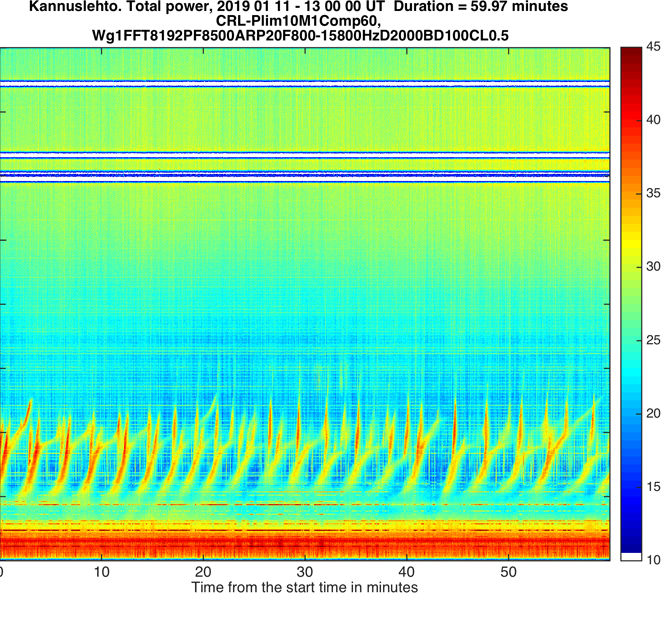 Kannuslehto. Total power, 2019 01 11 - 13 00 00 UT Duration = 59.97 minutes
CRL-Plim10M1Comp60,
Wg1FFT8192PF8500ARP20F800-15800HzD2000BD100CL0.5
45
40
35
30
25
20
15
10
0 10 20 30 40 50
Time from the start time in minutes